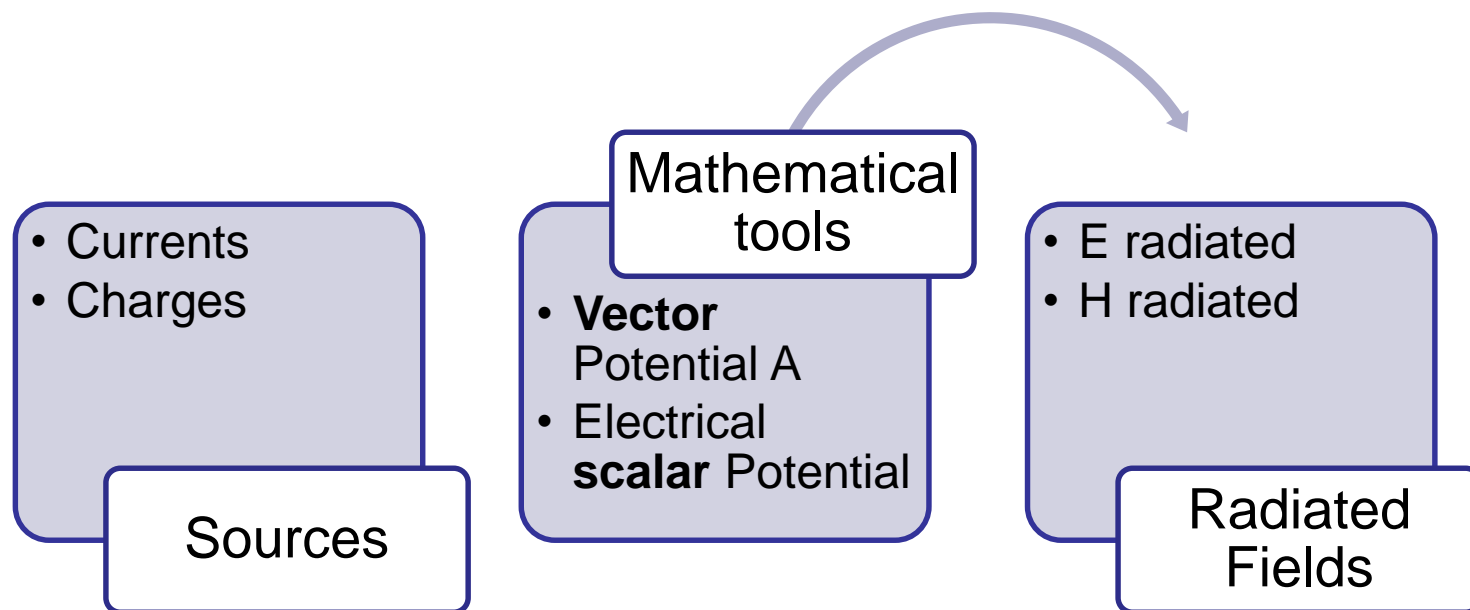 • Currents
• Charges
Sources
Mathematical
tools
• Vector
Potential A
• Electrical
scalar Potential
• E radiated
• H radiated
Radiated
Fields